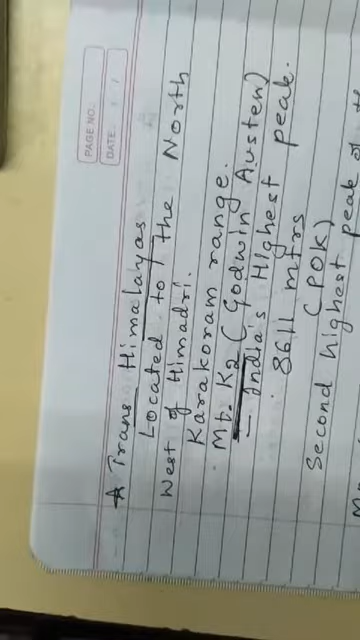 PAGE NO.:
DATE: / /
★ Trans Himalayas
Located to the North
West of Himadri.
Karakoram range.
Mt. K2 (Godwin Austen)
— India's Highest peak.
8611 mtrs
(POK)
Second highest peak of